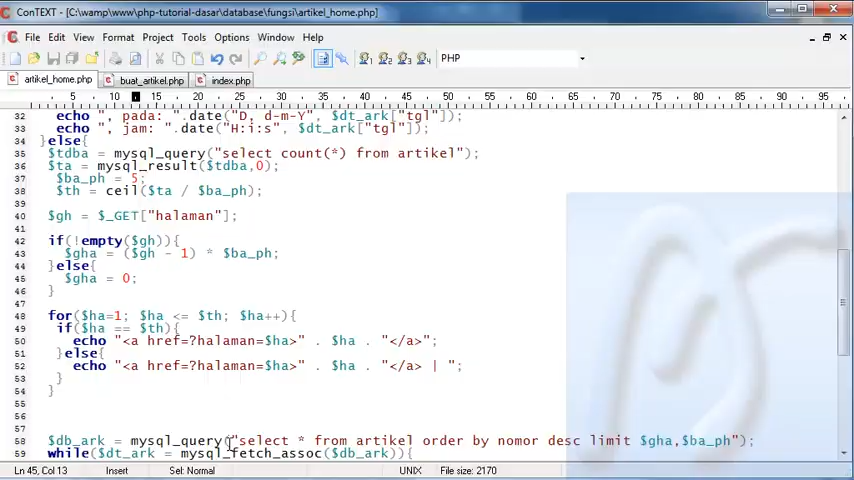 ConTEXT - [C:\wamp\www\php-tutorial-dasar\database\fungsi\artikel_home.php]
File Edit View Format Project Tools Options Window Help
PHP
artikel_home.php buat_artikel.php index.php
5 10 15 20 25 30 35 40 45 50 55 60 65 70 75 80 85 90 95
32 echo ", pada: ".date("D, d-m-Y", $dt_ark["tgl"]);
33 echo ", jam: ".date("H:i:s", $dt_ark["tgl"]);
34 }else{
35 $tdba = mysql_query("select count(*) from artikel");
36 $ta = mysql_result($tdba,0);
37 $ba_ph = 5;
38 $th = ceil($ta / $ba_ph);
39
40 $gh = $_GET["halaman"];
41
42 if(!empty($gh)){
43 $gha = ($gh - 1) * $ba_ph;
44 }else{
45 $gha = 0;
46 }
47
48 for($ha=1; $ha <= $th; $ha++){
49 if($ha == $th){
50 echo "<a href=?halaman=$ha>" . $ha . "</a>";
51 }else{
52 echo "<a href=?halaman=$ha>" . $ha . "</a> | ";
53 }
54 }
55
56
57
58 $db_ark = mysql_query("select * from artikel order by nomor desc limit $gha,$ba_ph");
59 while($dt_ark = mysql_fetch_assoc($db_ark)){
Ln 45, Col 13 Insert Sel: Normal UNIX File size: 2170